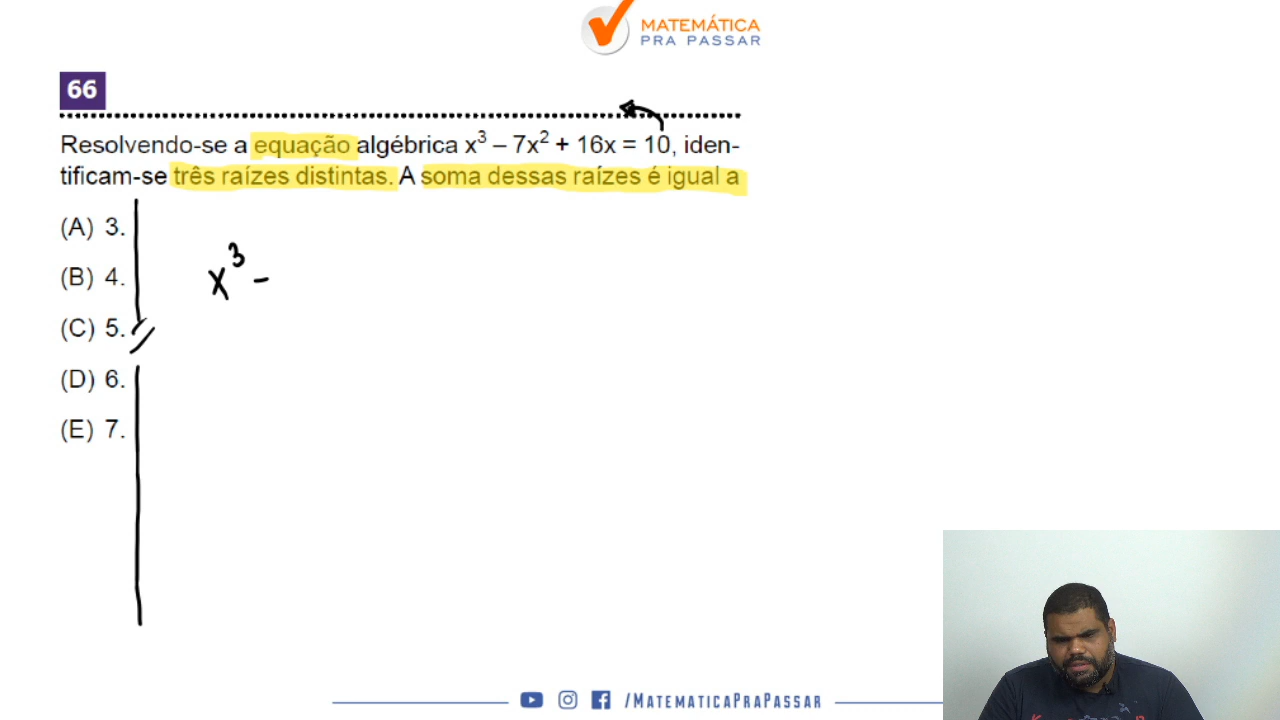 MATEMÁTICA
PRA PASSAR
66
Resolvendo-se a equação algébrica x³ – 7x² + 16x = 10, iden-
tificam-se três raízes distintas. A soma dessas raízes é igual a
(A) 3.
(B) 4.
(C) 5.
(D) 6.
(E) 7.
x³ –
/MATEMATICAPRAPASSAR